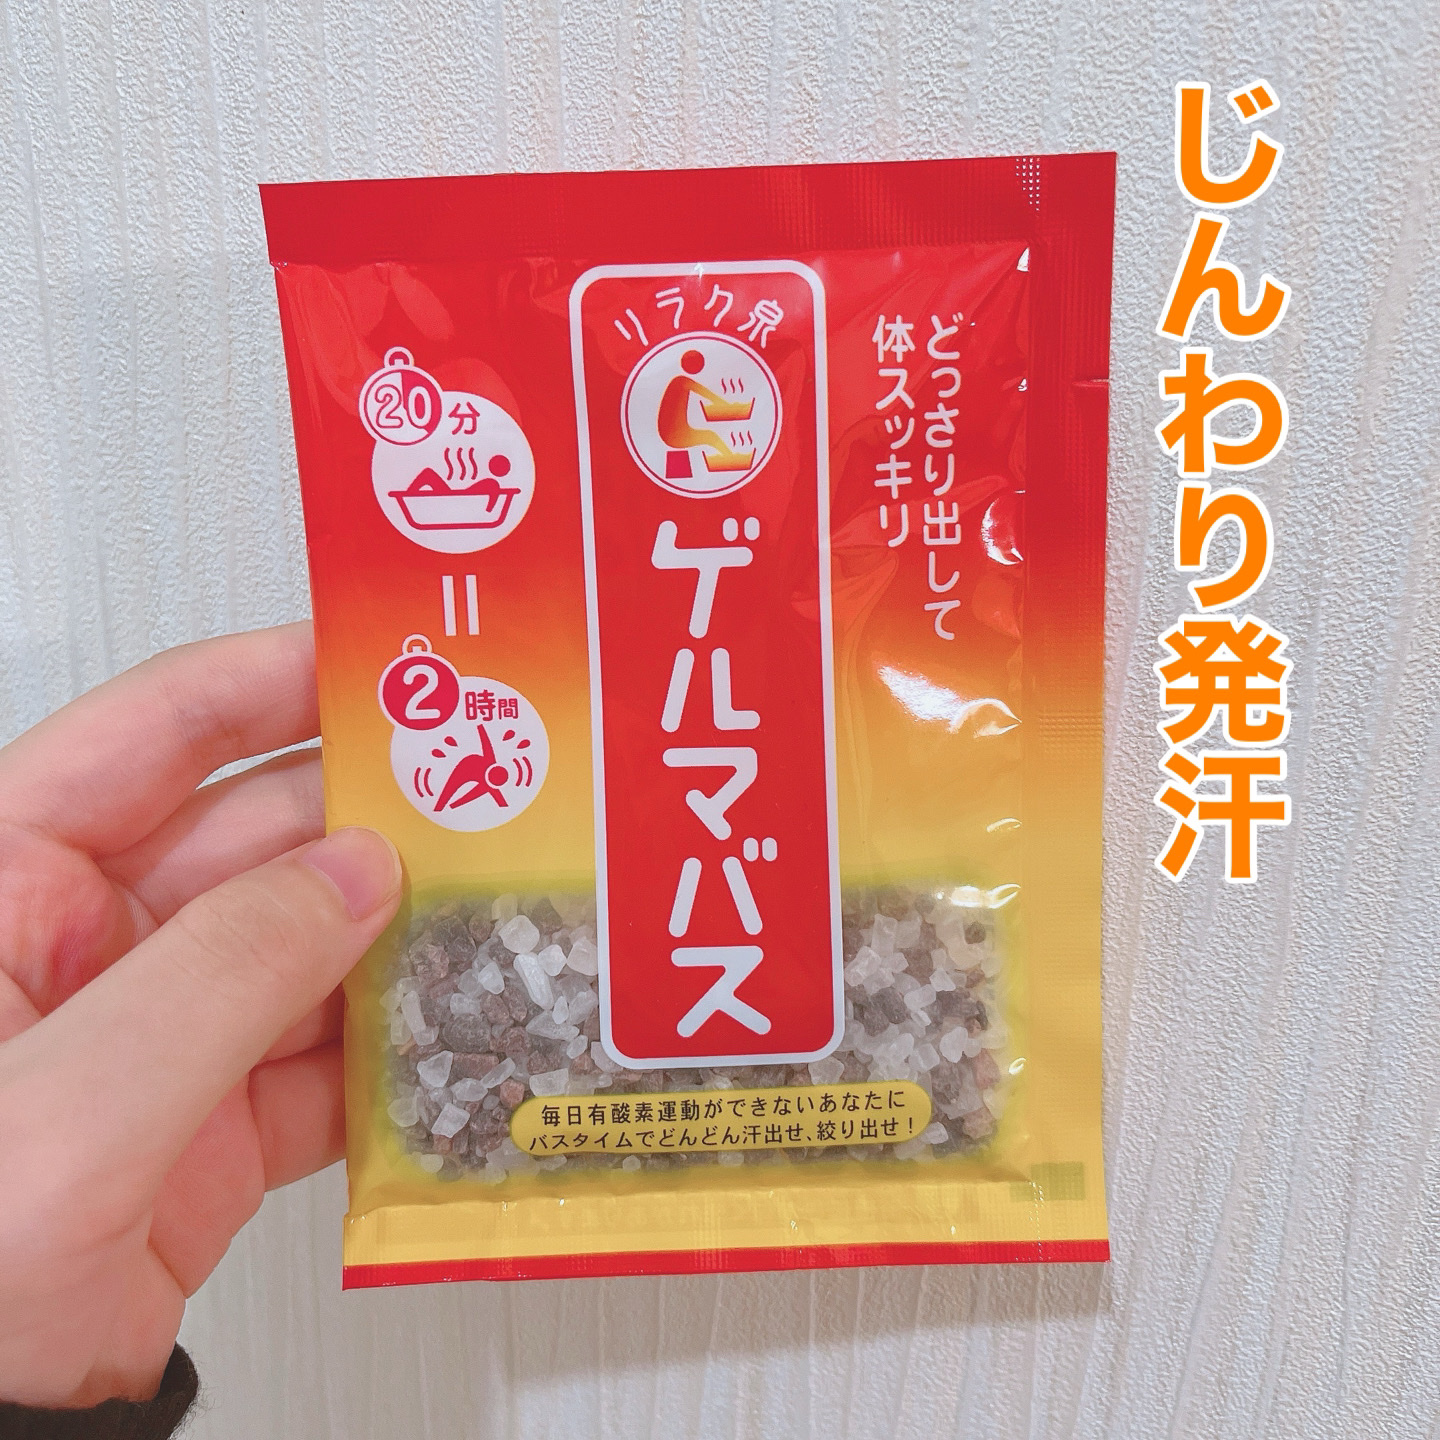 じんわり発汗
どっさり出して
体スッキリ
リラク泉
ゲルマバス
20分
=
2時間
毎日有酸素運動ができないあなたに
バスタイムでどんどん汗出せ、絞り出せ!